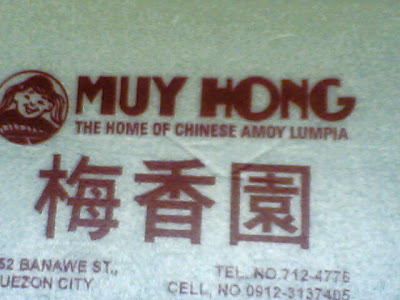 MUY HONG
THE HOME OF CHINESE AMOY LUMPIA
梅香園
52 BANAWE ST., TEL. NO. 712-4776
UEZON CITY CELL, NO. 0912-3137405